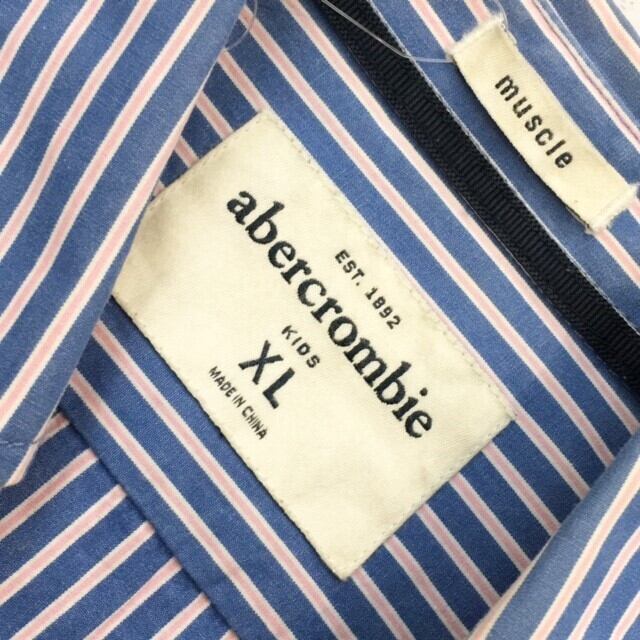 muscle
abercrombie
EST. 1892
KIDS
XL
MADE IN CHINA